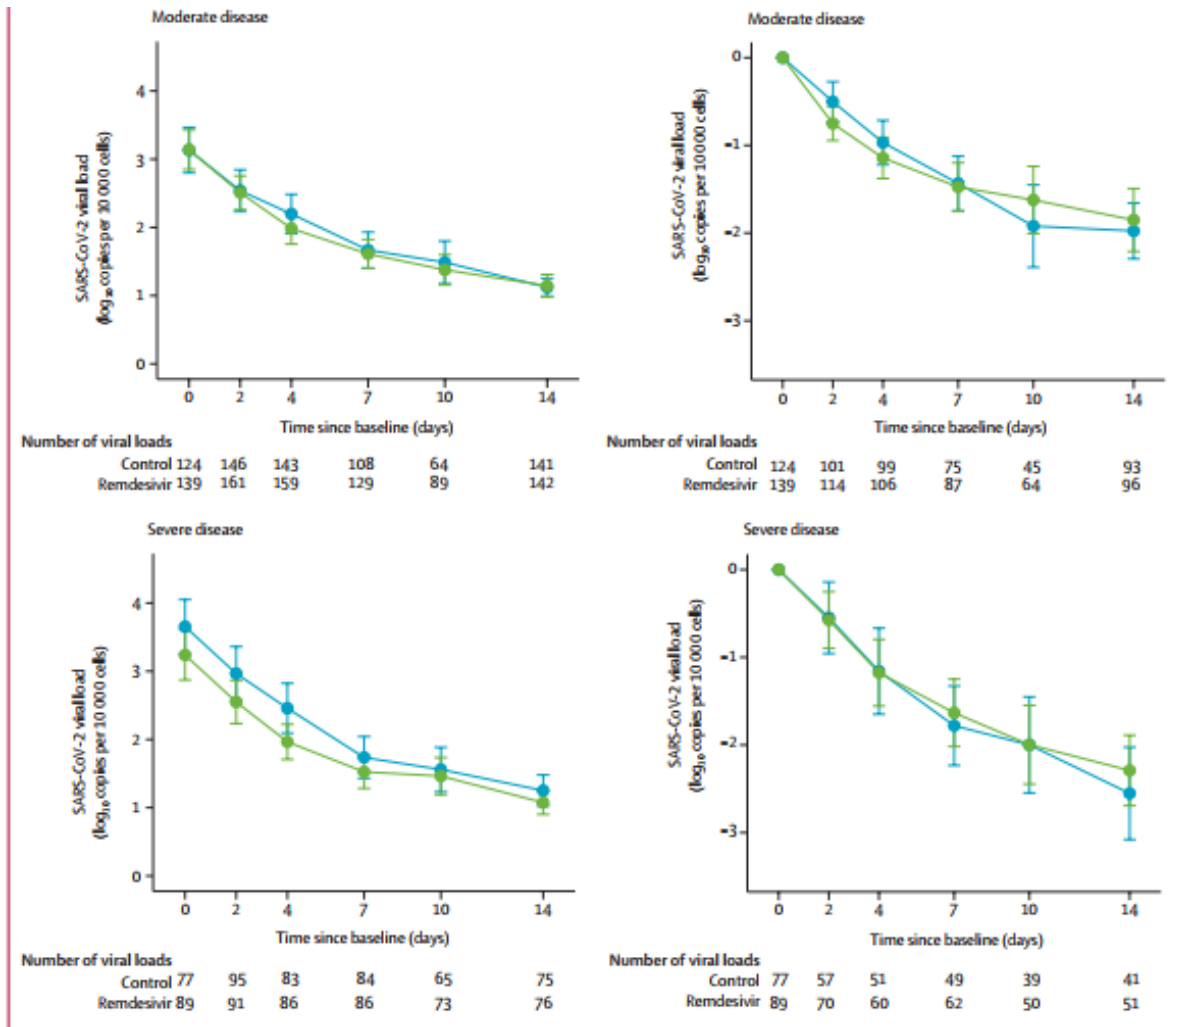 Moderate disease
4
3
2
1
0
SARS-CoV-2 viral load
(log₁₀ copies per 10 000 cells)
0 2 4 7 10 14
Time since baseline (days)
Number of viral loads
Control 124 146 143 108 64 141
Remdesivir 139 161 159 129 89 142
Moderate disease
0
-1
-2
-3
SARS-CoV-2 viral load
(log₁₀ copies per 10 000 cells)
0 2 4 7 10 14
Time since baseline (days)
Number of viral loads
Control 124 101 99 75 45 93
Remdesivir 139 114 106 87 64 96
Severe disease
4
3
2
1
0
SARS-CoV-2 viral load
(log₁₀ copies per 10 000 cells)
0 2 4 7 10 14
Time since baseline (days)
Number of viral loads
Control 77 95 83 84 65 75
Remdesivir 89 91 86 86 73 76
Severe disease
0
-1
-2
-3
SARS-CoV-2 viral load
(log₁₀ copies per 10 000 cells)
0 2 4 7 10 14
Time since baseline (days)
Number of viral loads
Control 77 57 51 49 39 41
Remdesivir 89 70 60 62 50 51